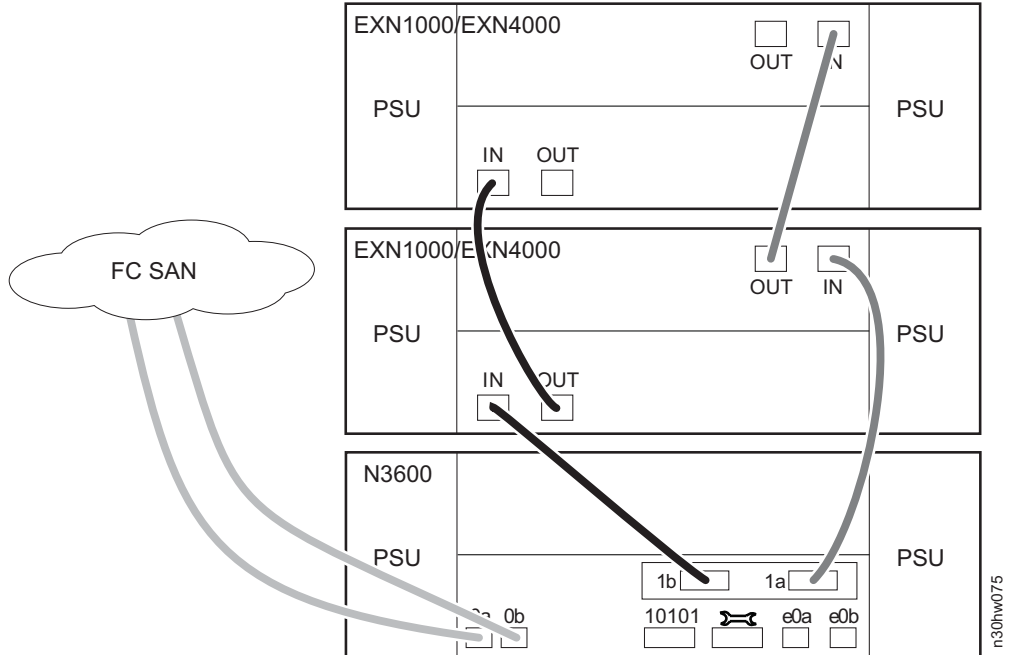 EXN1000/EXN4000
OUT
PSU
PSU
IN OUT
EXN1000/EXN4000
FC SAN
OUT IN
PSU
PSU
IN
N3600
PSU
PSU
1b 1a
0b 10101 e0a e0b
n30hw075